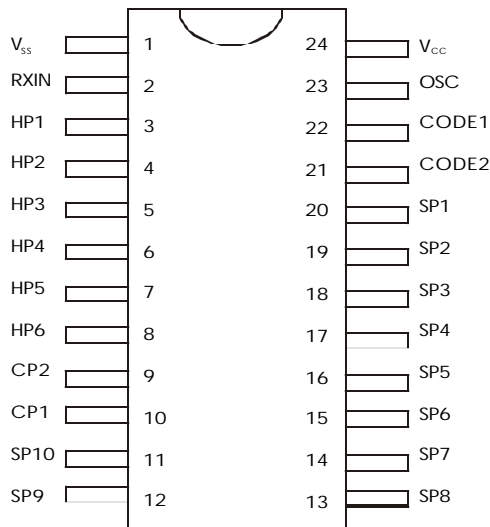 Vss 1 24 Vcc
RXIN 2 23 OSC
HP1 3 22 CODE1
HP2 4 21 CODE2
HP3 5 20 SP1
HP4 6 19 SP2
HP5 7 18 SP3
HP6 8 17 SP4
CP2 9 16 SP5
CP1 10 15 SP6
SP10 11 14 SP7
SP9 12 13 SP8